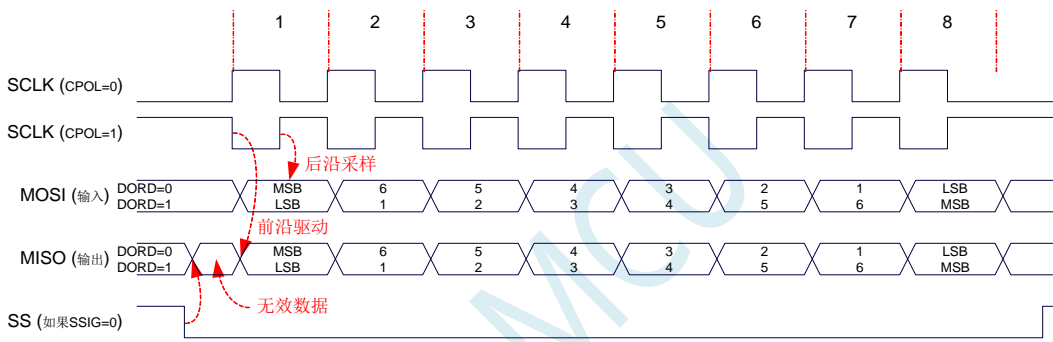 1 2 3 4 5 6 7 8
SCLK (CPOL=0)
SCLK (CPOL=1)
后沿采样
MOSI (输入) DORD=0 MSB 6 5 4 3 2 1 LSB
DORD=1 LSB 1 2 3 4 5 6 MSB
前沿驱动
MISO (输出) DORD=0 MSB 6 5 4 3 2 1 LSB
DORD=1 LSB 1 2 3 4 5 6 MSB
无效数据
SS (如果SSIG=0)
MCU